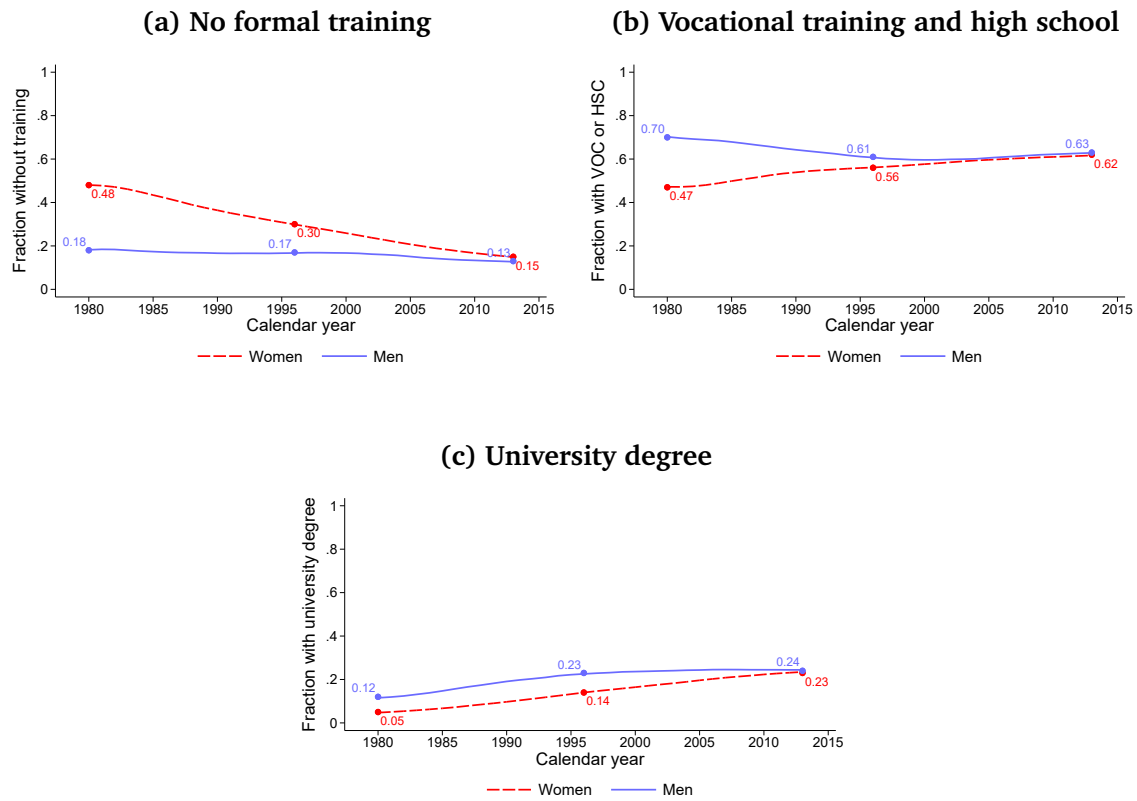 (a) No formal training
Fraction without training
1
.8
.6
.4
.2
0
0.48
0.30
0.15
0.18
0.17
0.13
1980 1985 1990 1995 2000 2005 2010 2015
Calendar year
Women Men
(b) Vocational training and high school
Fraction with VOC or HSC
1
.8
.6
.4
.2
0
0.70
0.61
0.63
0.47
0.56
0.62
1980 1985 1990 1995 2000 2005 2010 2015
Calendar year
Women Men
(c) University degree
Fraction with university degree
1
.8
.6
.4
.2
0
0.12
0.23
0.24
0.05
0.14
0.23
1980 1985 1990 1995 2000 2005 2010 2015
Calendar year
Women Men